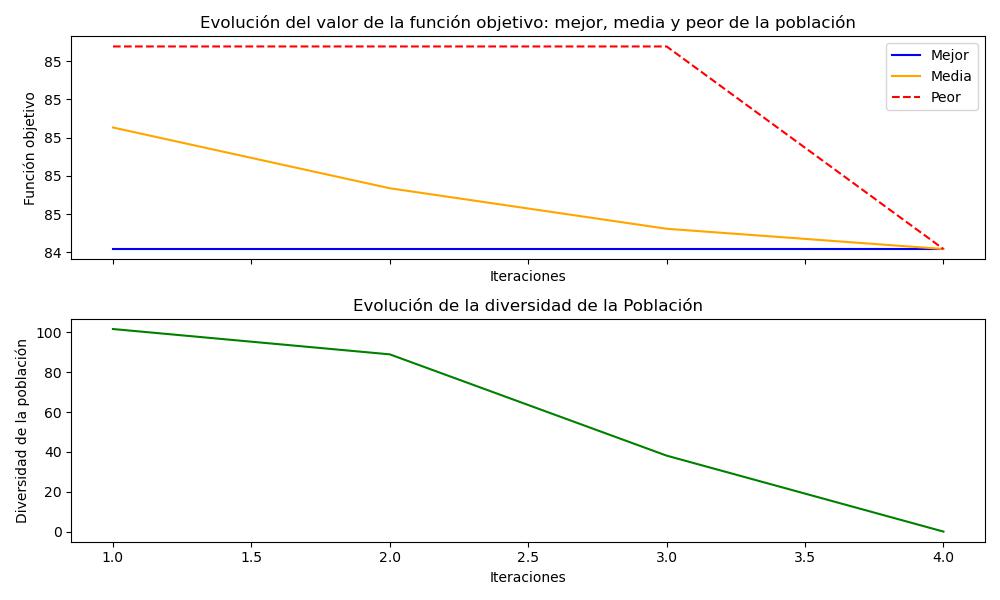 Evolución del valor de la función objetivo: mejor, media y peor de la población
Función objetivo
85
85
85
85
85
84
Mejor
Media
Peor
Iteraciones
Evolución de la diversidad de la Población
Diversidad de la población
100
80
60
40
20
0
1.0 1.5 2.0 2.5 3.0 3.5 4.0
Iteraciones